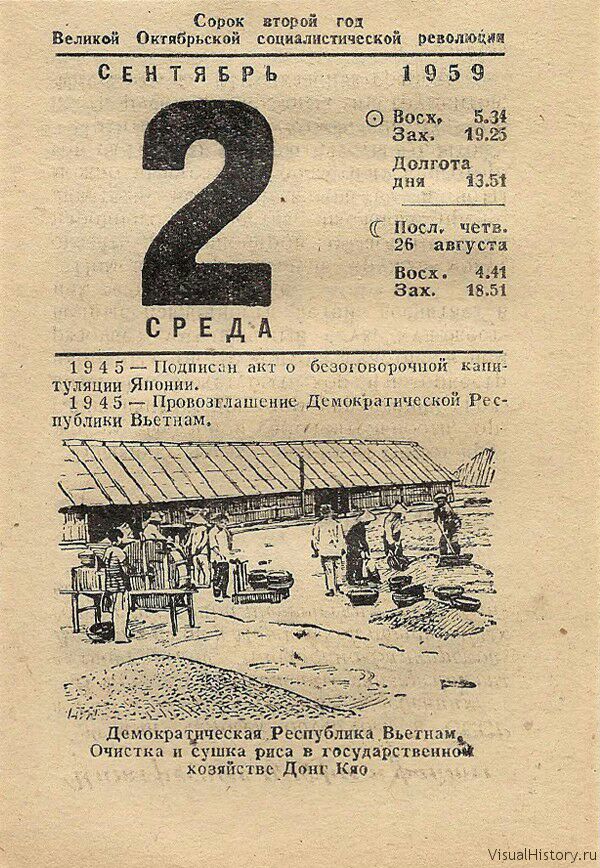 Сорок второй год
Великой Октябрьской социалистической революции
СЕНТЯБРЬ 1959
2
СРЕДА
Восх. 5.34
Зах. 19.25
Долгота
дня 13.51
Посл. четв.
26 августа
Восх. 4.41
Зах. 18.51
1945 — Подписан акт о безоговорочной капи-
туляции Японии.
1945 — Провозглашение Демократической Рес-
публики Вьетнам.
Демократическая Республика Вьетнам.
Очистка и сушка риса в государственном
хозяйстве Донг Кяо
VisualHistory.ru